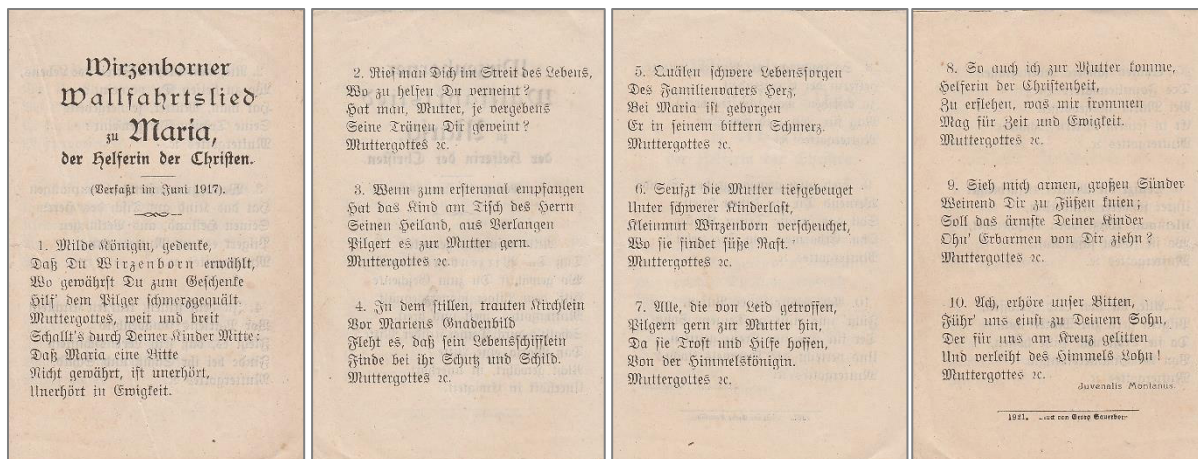 Wirzenborner
Wallfahrtslied
zu Maria,
der Helferin der Christen.
(Verfaßt im Juni 1917).
1. Milde Königin, gedenke,
Daß Du Wirzenborn erwählt,
Wo gewährst Du zum Geschenke
Hilf' dem Pilger schmerzgequält.
Muttergottes, weit und breit
Schallt's durch Deiner Kinder Mitte:
Daß Maria eine Bitte
Nicht gewährt, ist unerhört,
Unerhört in Ewigkeit.
2. Rief man Dich im Streit des Lebens,
Wo zu helfen Du verneint?
Hat man, Mutter, je vergebens
Seine Tränen Dir geweint?
Muttergottes ꝛc.
3. Wenn zum erstenmal empfangen
Hat das Kind am Tisch des Herrn
Seinen Heiland, aus Verlangen
Pilgert es zur Mutter gern.
Muttergottes ꝛc.
4. In dem stillen, trauten Kirchlein
Vor Mariens Gnadenbild
Fleht es, daß sein Lebensschifflein
Finde bei ihr Schutz und Schild.
Muttergottes ꝛc.
5. Quälen schwere Lebenssorgen
Des Familienvaters Herz,
Bei Maria ist geborgen
Er in seinem bittern Schmerz.
Muttergottes ꝛc.
6. Seufzt die Mutter tiefgebeuget
Unter schwerer Kinderlast,
Kleinmut Wirzenborn verscheuchet,
Wo sie findet süße Rast.
Muttergottes ꝛc.
7. Alle, die von Leid getroffen,
Pilgern gern zur Mutter hin,
Da sie Trost und Hilfe hoffen,
Von der Himmelskönigin.
Muttergottes ꝛc.
8. So auch ich zur Mutter komme,
Helferin der Christenheit,
Zu erflehen, was mir frommen
Mag für Zeit und Ewigkeit.
Muttergottes ꝛc.
9. Sieh mich armen, großen Sünder
Weinend Dir zu Füßen knien;
Soll das ärmste Deiner Kinder
Ohn' Erbarmen von Dir ziehn?
Muttergottes ꝛc.
10. Ach, erhöre unser Bitten,
Führ' uns einst zu Deinem Sohn,
Der für uns am Kreuz gelitten
Und verleiht des Himmels Lohn!
Muttergottes ꝛc.
Juvenalis Montanus.
1921. von Georg